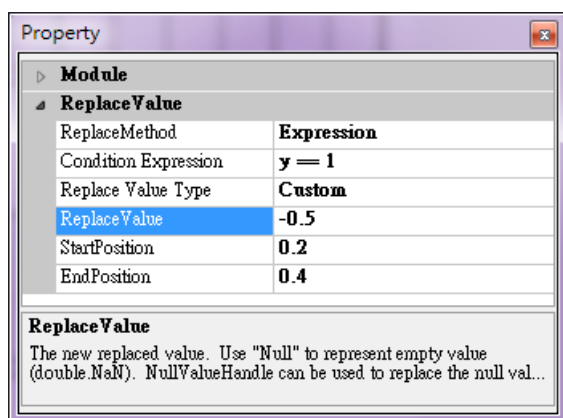 Property
Module
ReplaceValue
ReplaceMethod Expression
Condition Expression y == 1
Replace Value Type Custom
ReplaceValue -0.5
StartPosition 0.2
EndPosition 0.4
ReplaceValue
The new replaced value. Use "Null" to represent empty value
(double.NaN). NullValueHandle can be used to replace the null val...